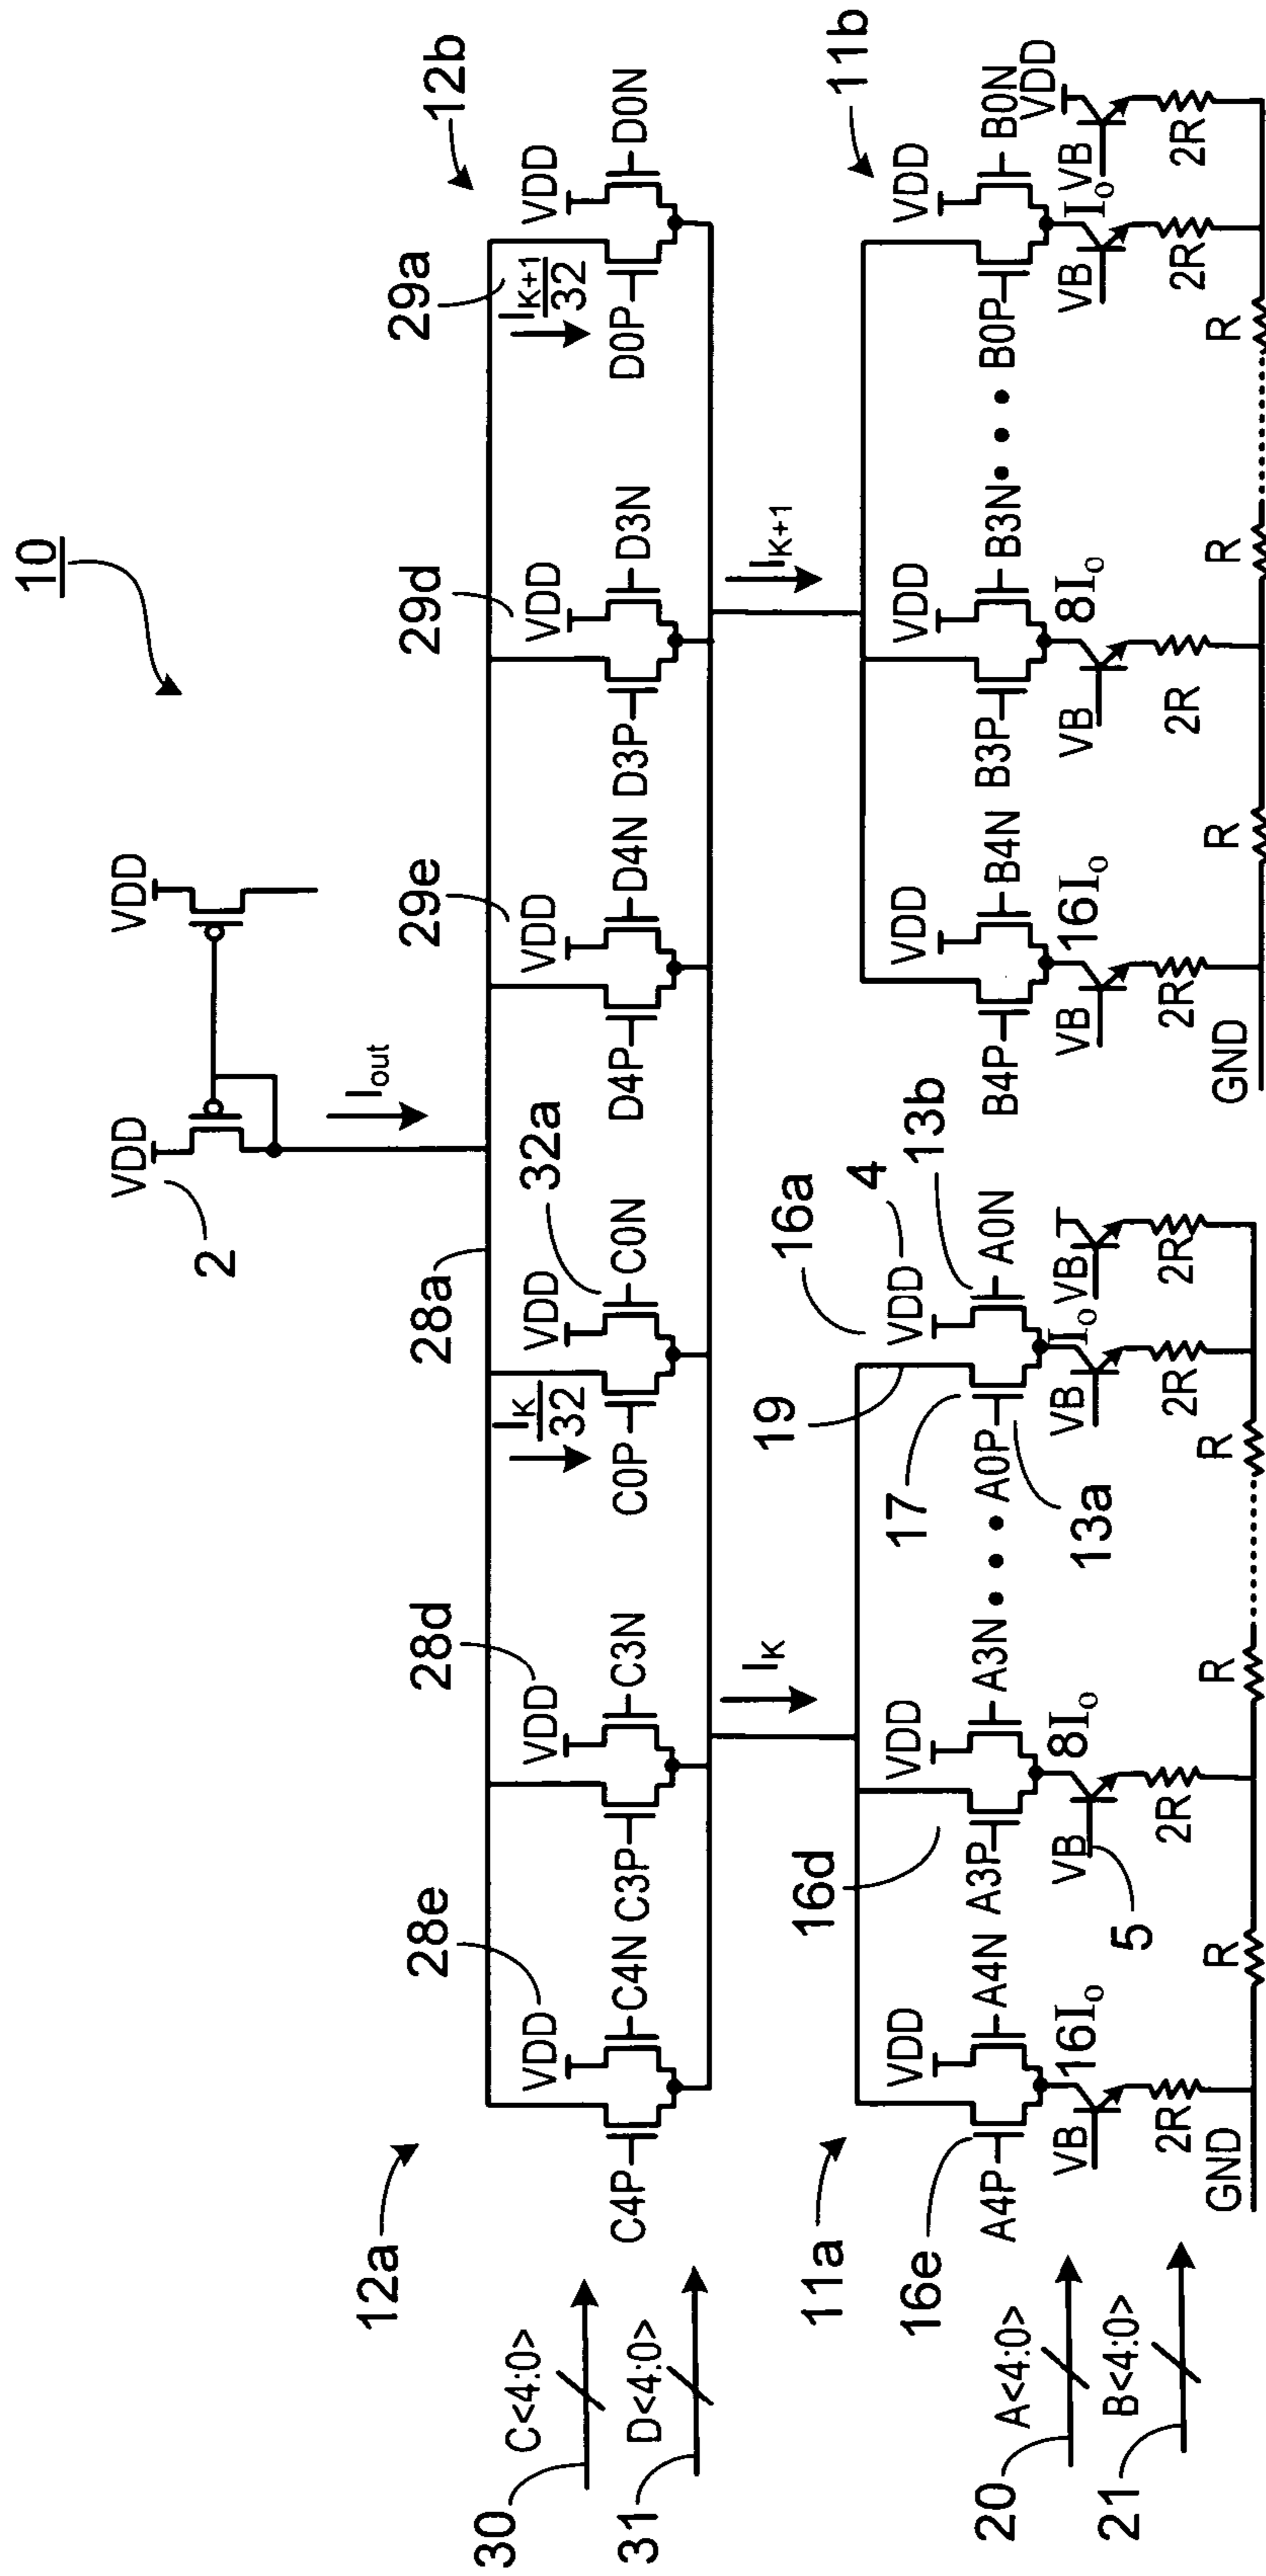 10
VDD
VDD
2
I_out
12a
28e
28d
28a
32a
29e
29d
29a
12b
VDD
VDD
VDD
VDD
VDD
VDD
I_K/32
I_K+1/32
C4P
C4N
C3P
C3N
C0P
C0N
D4P
D4N
D3P
D3N
D0P
D0N
30
C<4:0>
31
D<4:0>
I_K
I_K+1
11a
16e
16d
17
19
16a
4
13b
13a
11b
VDD
VDD
VDD
VDD
VDD
VDD
VDD
A4P
A4N
A3P
A3N
• • •
A0P
A0N
B4P
B4N
B3P
B3N
• • •
B0P
B0N
20
A<4:0>
21
B<4:0>
VB
16I₀
VB
8I₀
VB
I₀
VB
VB
16I₀
VB
8I₀
VB
I₀
VB
5
2R
2R
2R
2R
2R
2R
2R
2R
GND
R
R
R
GND
R
R
R